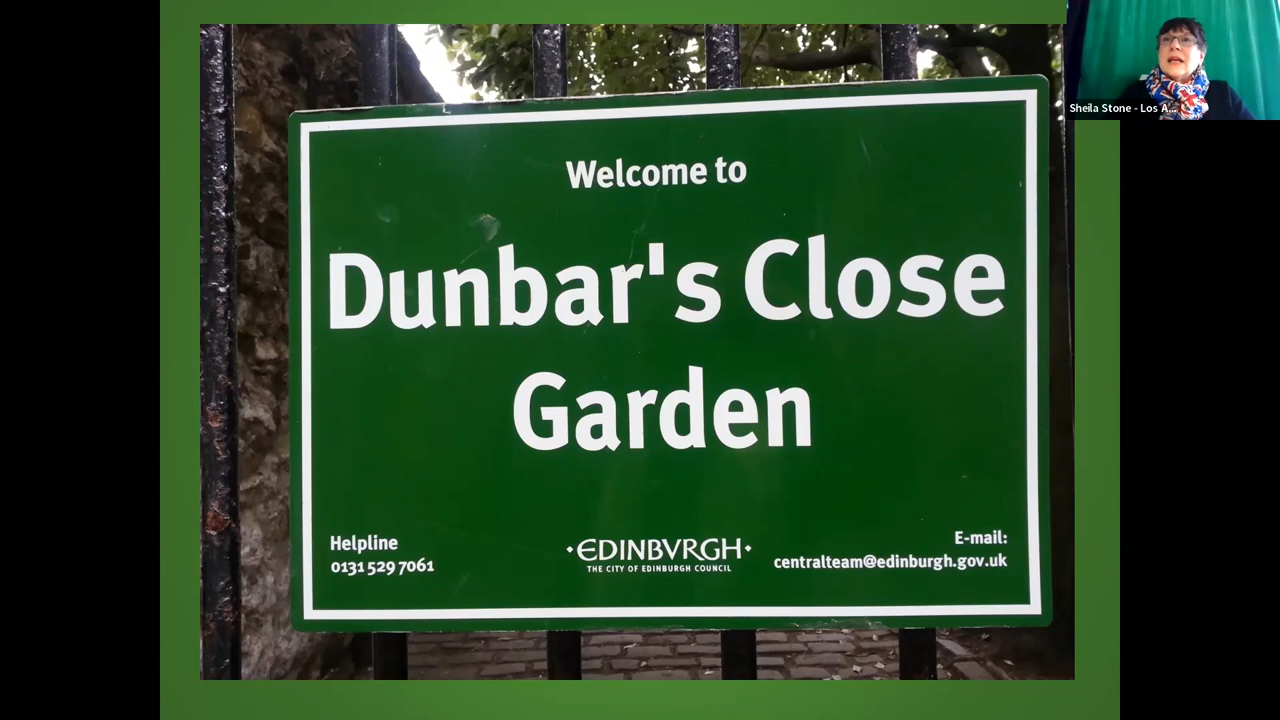 Sheila Stone - Los A...
Welcome to
Dunbar's Close
Garden
Helpline
0131 529 7061
EDINBVRGH
THE CITY OF EDINBURGH COUNCIL
E-mail:
centralteam@edinburgh.gov.uk